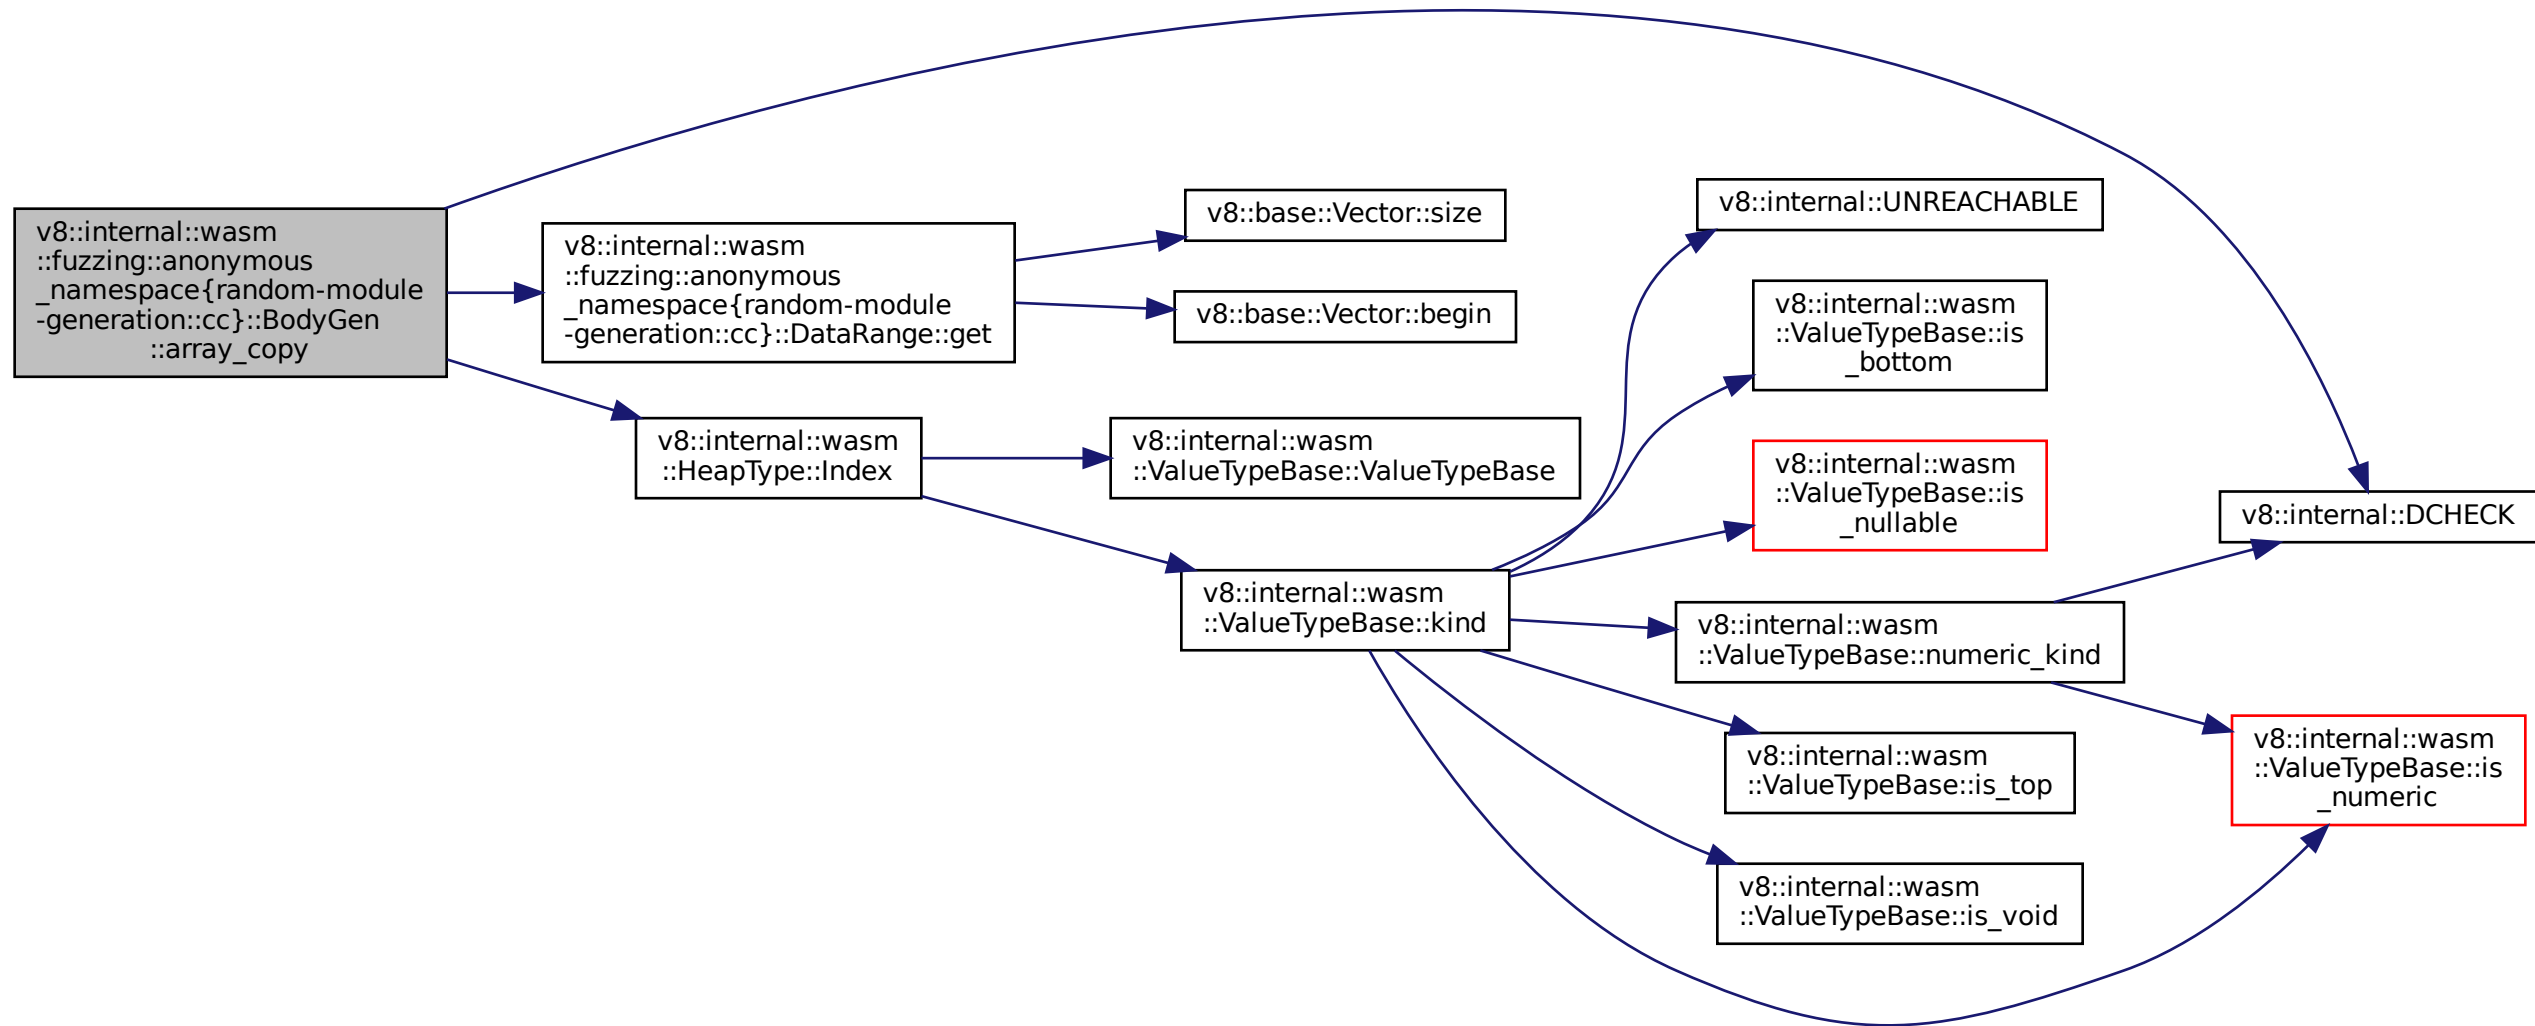 v8::internal::wasm
::fuzzing::anonymous
_namespace{random-module
-generation::cc}::BodyGen
::array_copy
v8::internal::wasm
::fuzzing::anonymous
_namespace{random-module
-generation::cc}::DataRange::get
v8::base::Vector::size
v8::base::Vector::begin
v8::internal::wasm
::HeapType::Index
v8::internal::wasm
::ValueTypeBase::ValueTypeBase
v8::internal::wasm
::ValueTypeBase::kind
v8::internal::UNREACHABLE
v8::internal::wasm
::ValueTypeBase::is
_bottom
v8::internal::wasm
::ValueTypeBase::is
_nullable
v8::internal::wasm
::ValueTypeBase::numeric_kind
v8::internal::wasm
::ValueTypeBase::is_top
v8::internal::wasm
::ValueTypeBase::is_void
v8::internal::DCHECK
v8::internal::wasm
::ValueTypeBase::is
_numeric